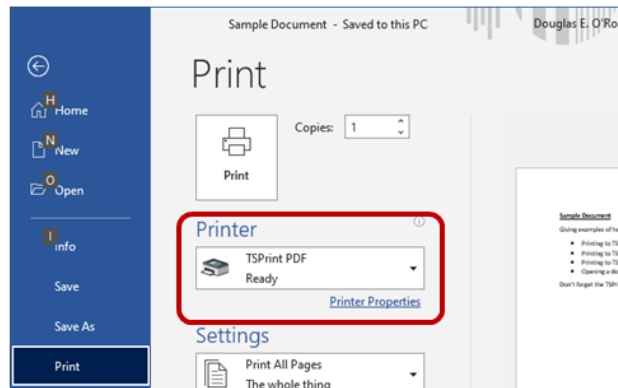 Sample Document - Saved to this PC
Douglas E. O'Ro
Print
H
Home
N
New
O
Open
I
Info
Save
Save As
Print
Copies: 1
Print
Printer
TSPrint PDF
Ready
Printer Properties
Settings
Print All Pages
The whole thing
Sample Document
Giving examples of h
Printing to TS
Printing to TS
Printing to TS
Opening a do
Don't forget the TSPr